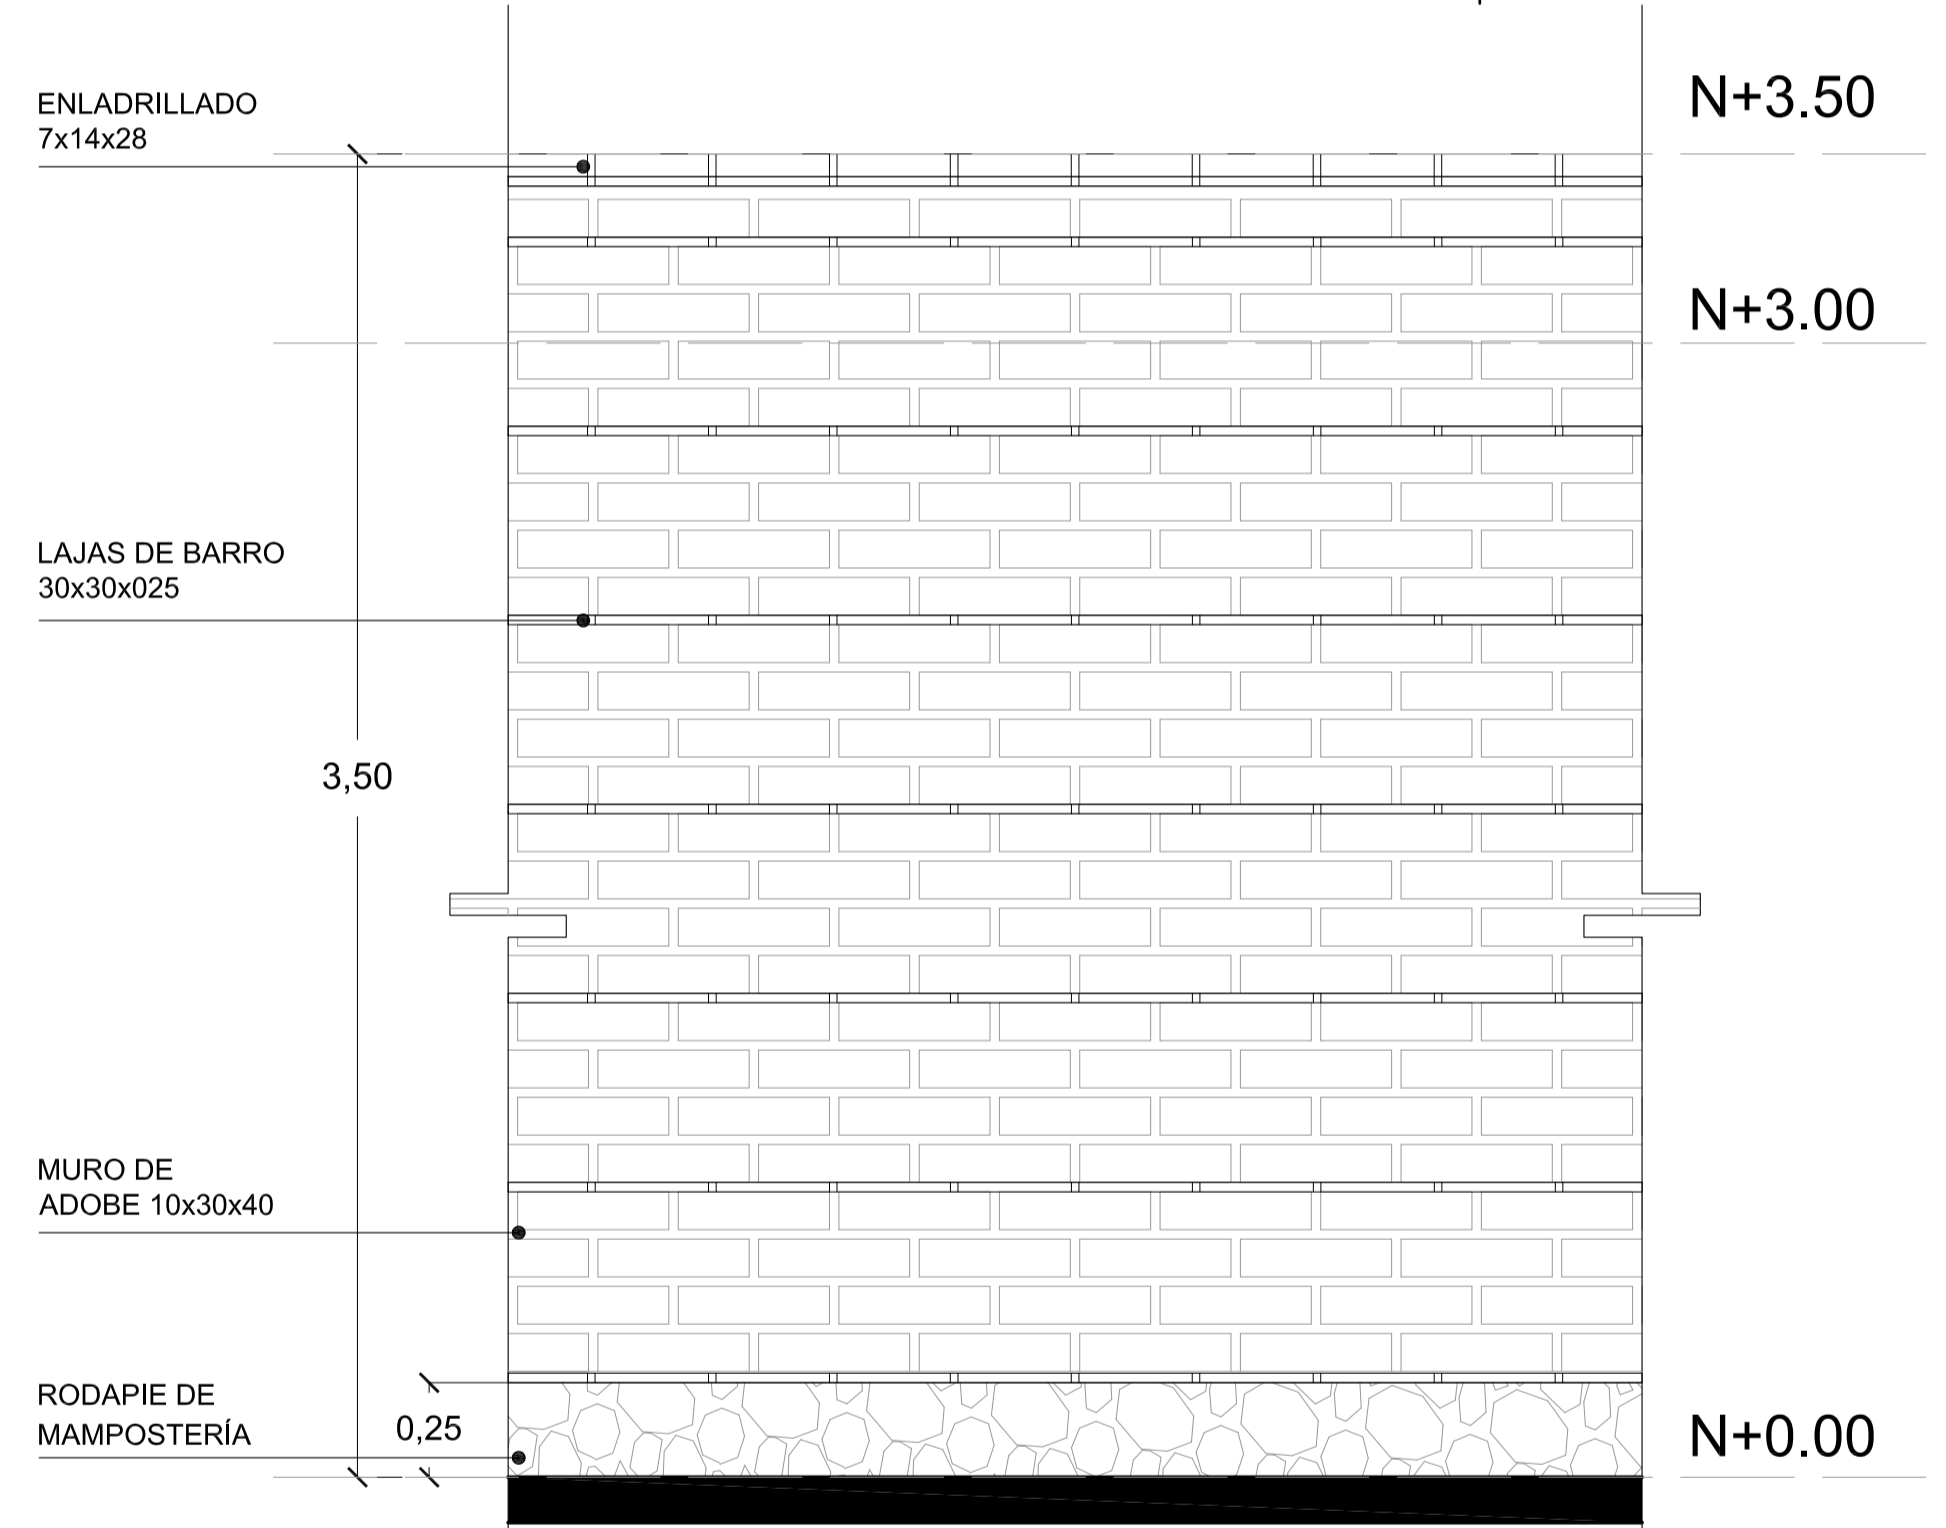 N+3.50
ENLADRILLADO
7x14x28
N+3.00
LAJAS DE BARRO
30x30x025
3,50
MURO DE
ADOBE 10x30x40
RODAPIE DE
MAMPOSTERÍA
0,25
N+0.00